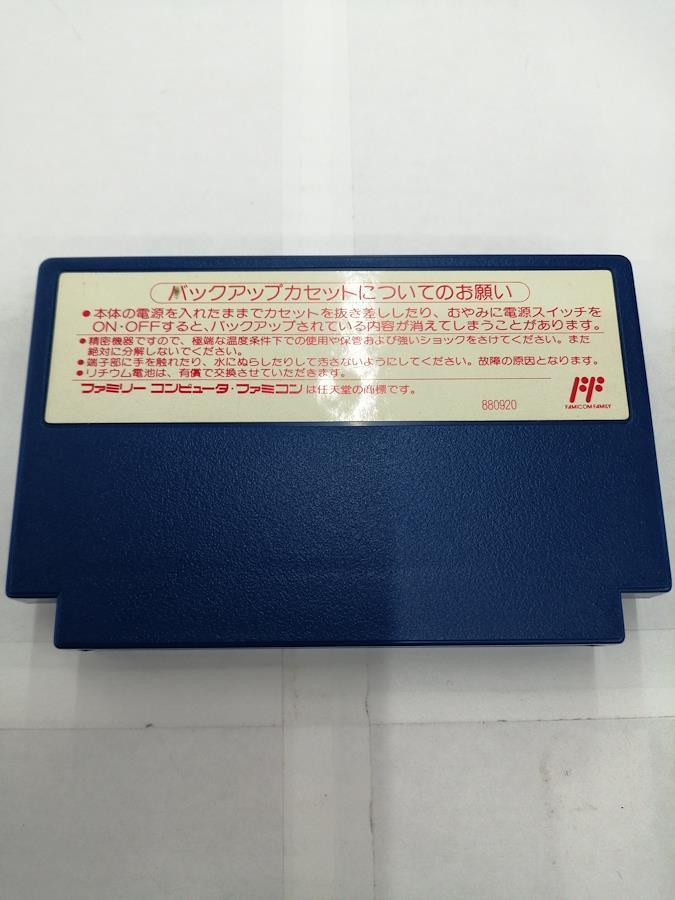 バックアップカセットについてのお願い
●本体の電源を入れたままでカセットを抜き差ししたり、むやみに電源スイッチを
ON・OFFすると、バックアップされている内容が消えてしまうことがあります。
●精密機器ですので、極端な温度条件下での使用や保管および強いショックをさけてください。また
絶対に分解しないでください。
●端子部に手を触れたり、水にぬらしたりして汚さないようにしてください。故障の原因となります。
●リチウム電池は、有償で交換させていただきます。
ファミリー コンピュータ・ファミコン は任天堂の商標です。
880920
FAMICOM FAMILY